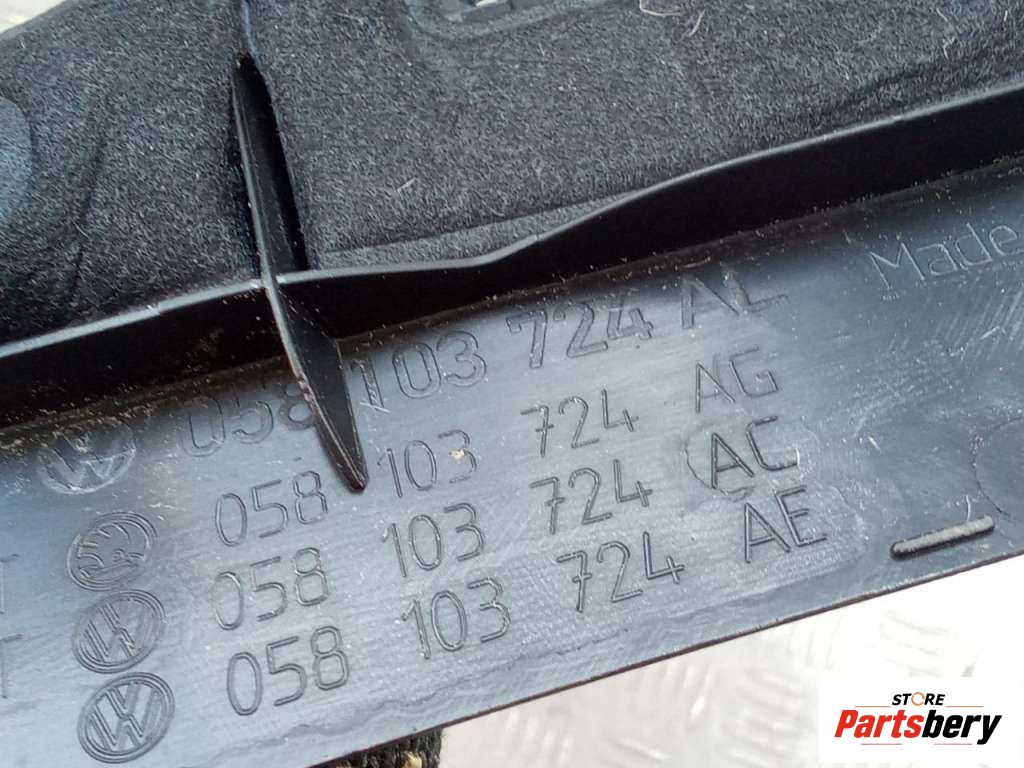 Made
058 103 724 AL
058 103 724 AG
058 103 724 AC
058 103 724 AE
STORE
Partsbery